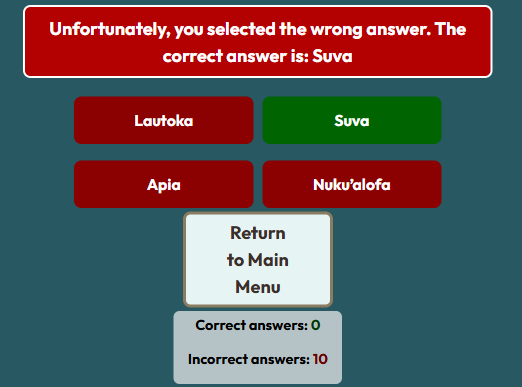 Unfortunately, you selected the wrong answer. The
correct answer is: Suva
Lautoka
Suva
Apia
Nuku’alofa
Return
to Main
Menu
Correct answers: 0
Incorrect answers: 10